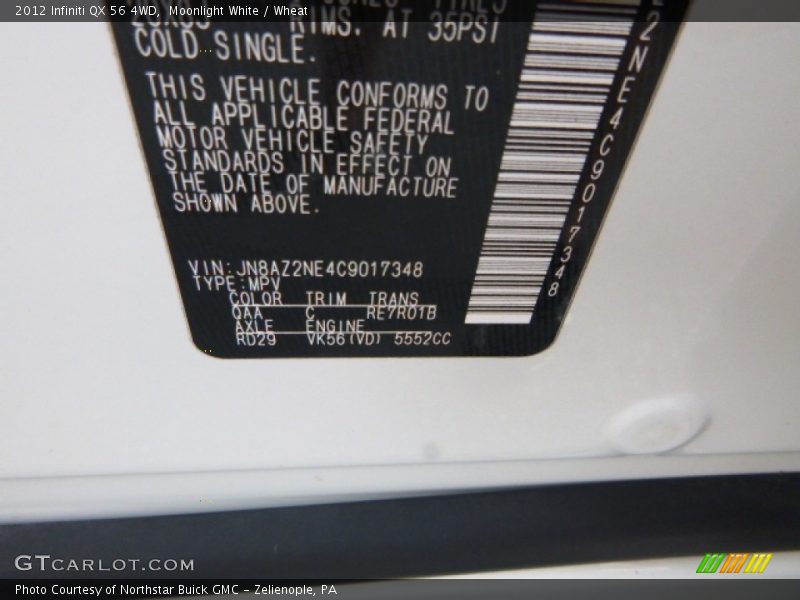 2012 Infiniti QX 56 4WD, Moonlight White / Wheat
RIMS. AT 35PSI
COLD SINGLE.
THIS VEHICLE CONFORMS TO
ALL APPLICABLE FEDERAL
MOTOR VEHICLE SAFETY
STANDARDS IN EFFECT ON
THE DATE OF MANUFACTURE
SHOWN ABOVE.
VIN:JN8AZ2NE4C9017348
TYPE:MPV
COLOR TRIM TRANS
QAA C RE7R01B
AXLE ENGINE
RD29 VK56(VD) 5552CC
2NE4C9017348
GTCARLOT.COM
Photo Courtesy of Northstar Buick GMC - Zelienople, PA